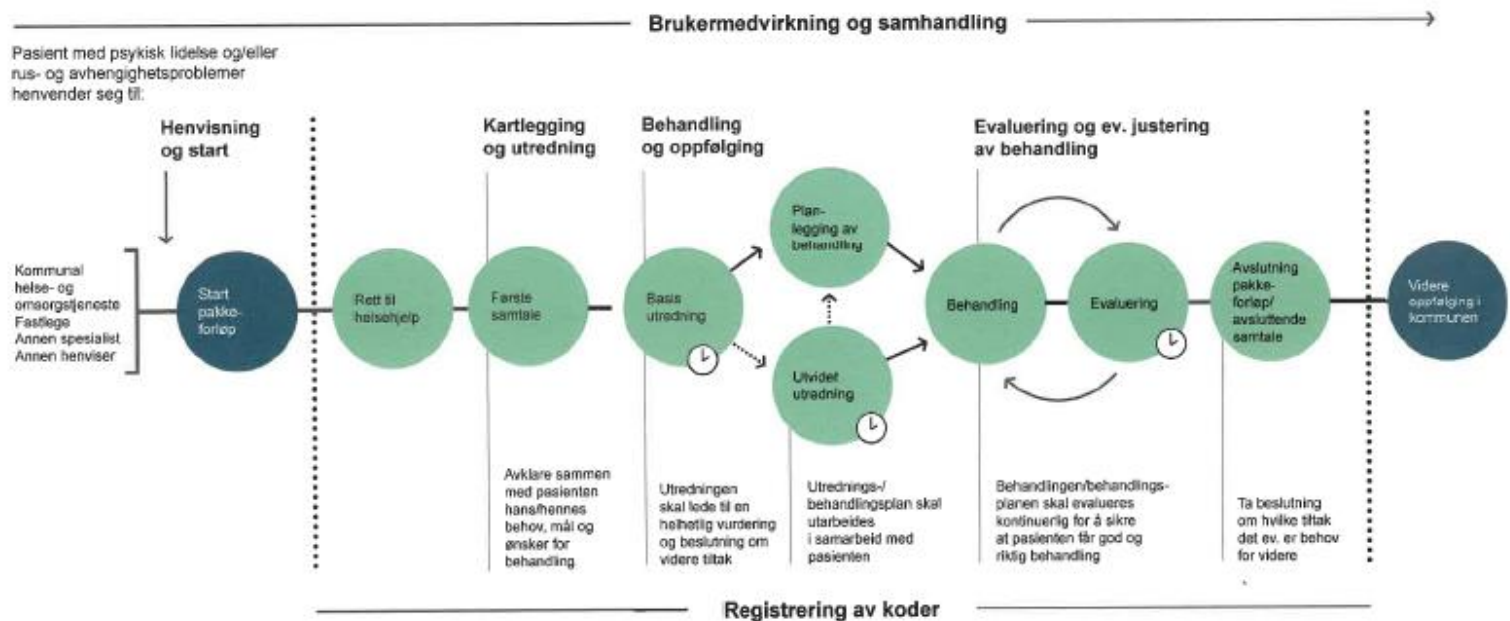 Brukermedvirkning og samhandling
Pasient med psykisk lidelse og/eller
rus- og avhengighetsproblemer
henvender seg til:
Henvisning
og start
Kartlegging
og utredning
Behandling
og oppfølging
Evaluering og ev. justering
av behandling
Kommunal
helse- og
omsorgstjeneste
Fastlege
Annen spesialist
Annen henviser
Start
pakke-
forløp
Rett til
helsehjelp
Første
samtale
Basis
utredning
Plan-
legging av
behandling
Utvidet
utredning
Behandling
Evaluering
Avslutning
pakke-
forløp/
avsluttende
samtale
Videre
oppfølging i
kommunen
Avklare sammen
med pasienten
hans/hennes
behov, mål og
ønsker for
behandling
Utredningen
skal lede til en
helhetlig vurdering
og beslutning om
videre tiltak
Utrednings-/
behandlingsplan skal
utarbeides
i samarbeid med
pasienten
Behandlingen/behandlings-
planen skal evalueres
kontinuerlig for å sikre
at pasienten får god og
riktig behandling
Ta beslutning
om hvilke tiltak
det ev. er behov
for videre
Registrering av koder